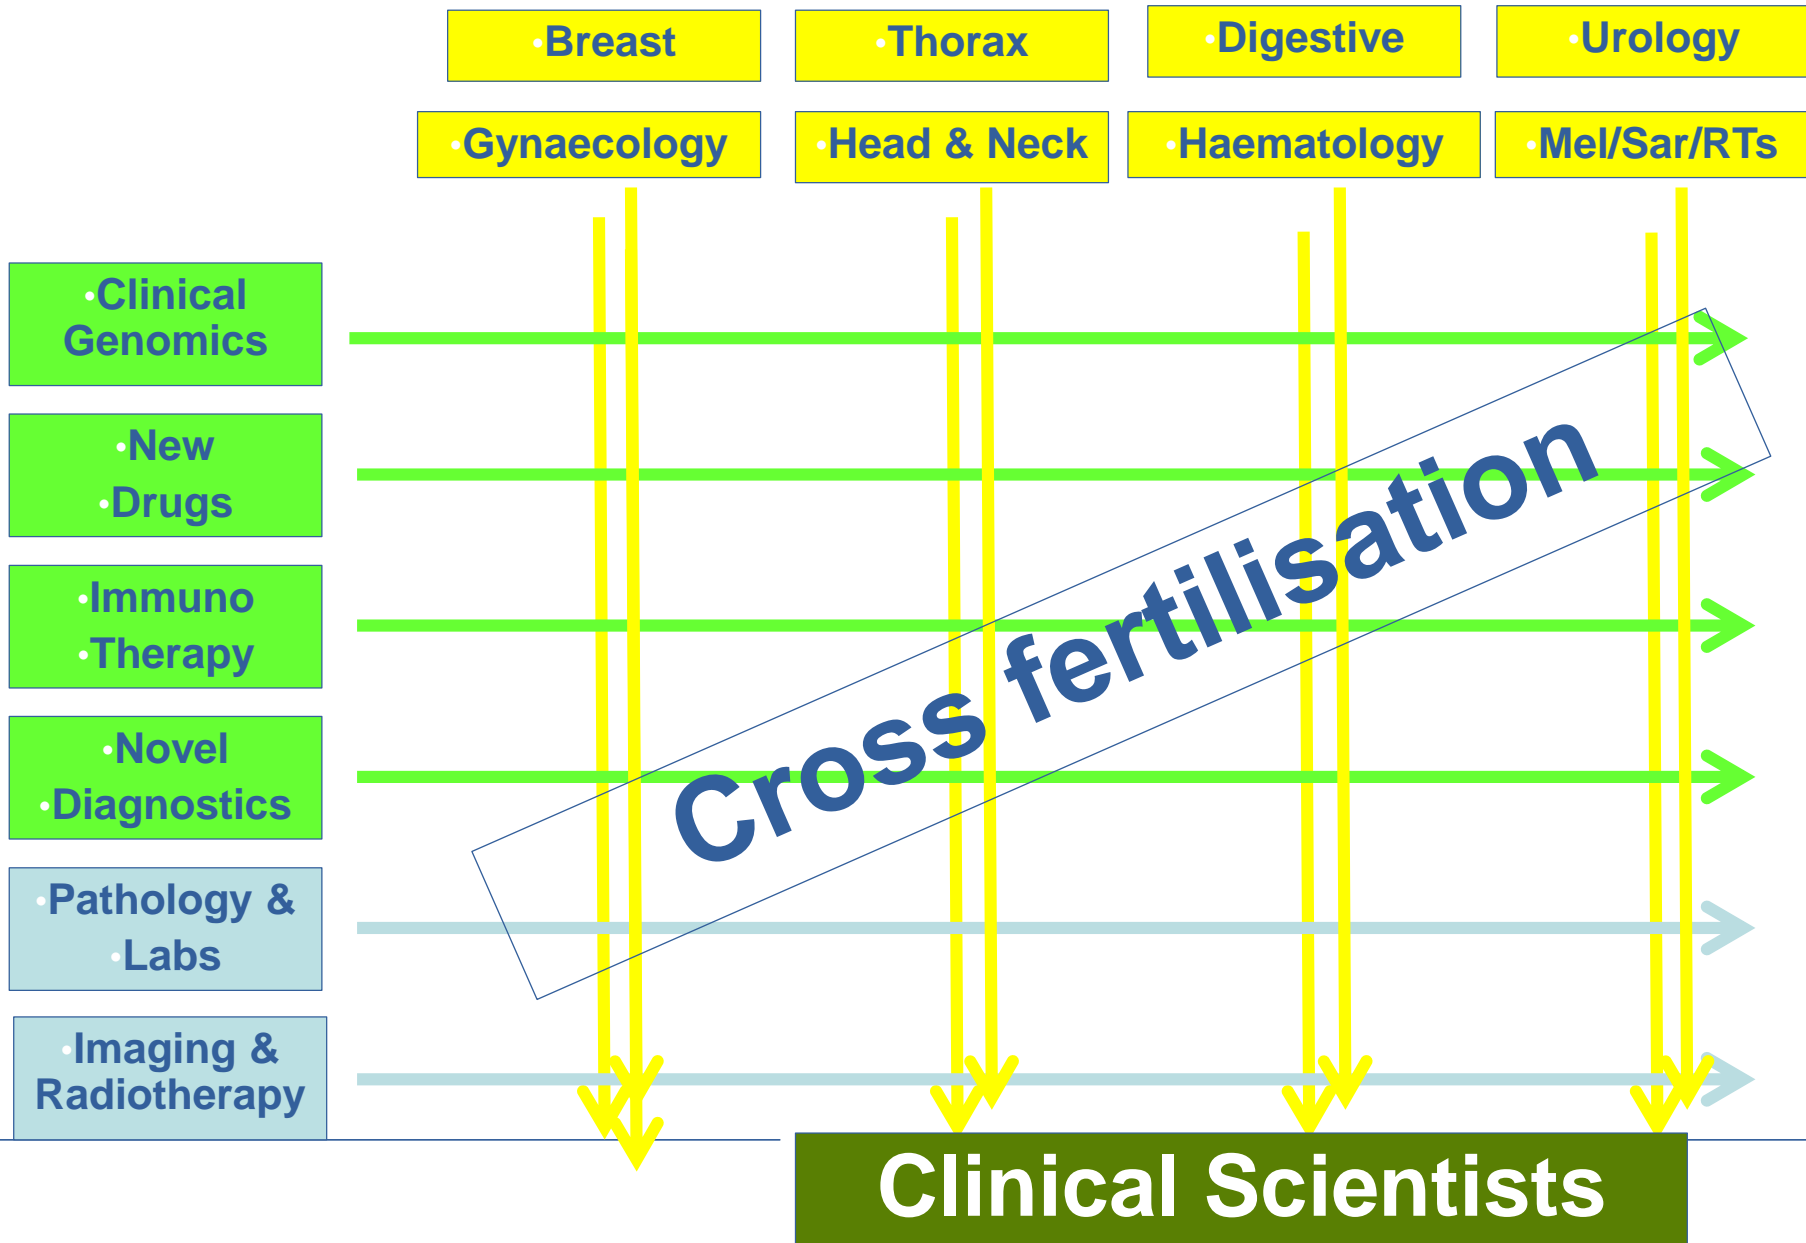 •Breast
•Thorax
•Digestive
•Urology
•Gynaecology
•Head & Neck
•Haematology
•Mel/Sar/RTs
•Clinical
Genomics
•New
•Drugs
•Immuno
•Therapy
•Novel
•Diagnostics
•Pathology &
•Labs
•Imaging &
Radiotherapy
Cross fertilisation
Clinical Scientists